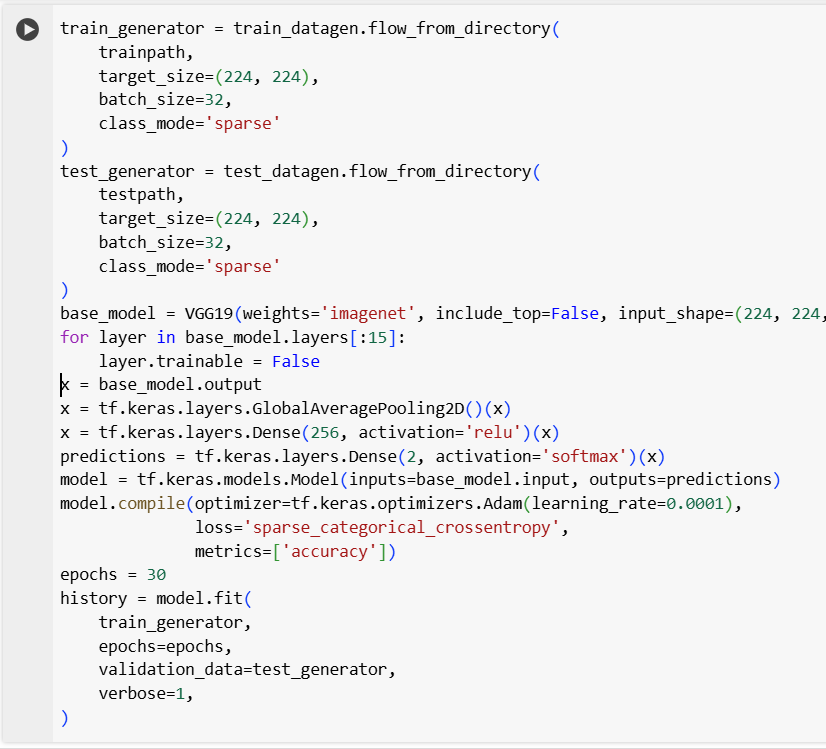 train_generator = train_datagen.flow_from_directory(
    trainpath,
    target_size=(224, 224),
    batch_size=32,
    class_mode='sparse'
)
test_generator = test_datagen.flow_from_directory(
    testpath,
    target_size=(224, 224),
    batch_size=32,
    class_mode='sparse'
)
base_model = VGG19(weights='imagenet', include_top=False, input_shape=(224, 224,
for layer in base_model.layers[:15]:
    layer.trainable = False
x = base_model.output
x = tf.keras.layers.GlobalAveragePooling2D()(x)
x = tf.keras.layers.Dense(256, activation='relu')(x)
predictions = tf.keras.layers.Dense(2, activation='softmax')(x)
model = tf.keras.models.Model(inputs=base_model.input, outputs=predictions)
model.compile(optimizer=tf.keras.optimizers.Adam(learning_rate=0.0001),
              loss='sparse_categorical_crossentropy',
              metrics=['accuracy'])
epochs = 30
history = model.fit(
    train_generator,
    epochs=epochs,
    validation_data=test_generator,
    verbose=1,
)